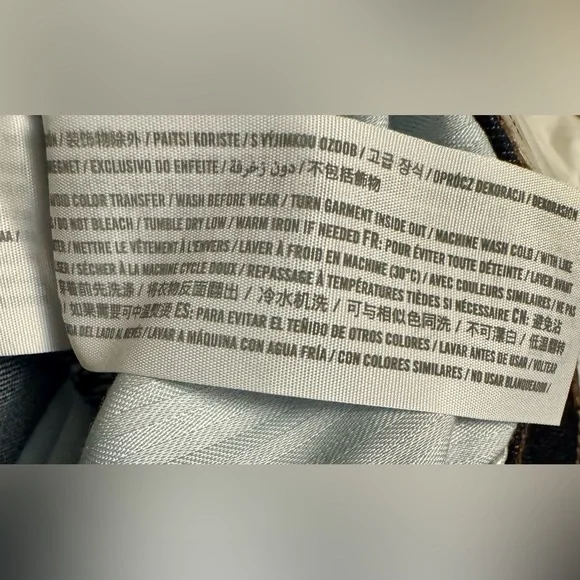 ÓN / 装饰物除外 / PAITSI KORISTE / S VÝJIMKOU OZDOB / 고급 장식 / OPRÓCZ DEKORACJI / DEKORASYON
MEGNET / EXCLUSIVO DO ENFEITE / دون زخرفة / 不包括飾物
AVOID COLOR TRANSFER / WASH BEFORE WEAR / TURN GARMENT INSIDE OUT / MACHINE WASH COLD / WITH LIKE
/ DO NOT BLEACH / TUMBLE DRY LOW / WARM IRON IF NEEDED FR: POUR ÉVITER TOUTE DÉTEINTE / LAVER AVANT
TER / METTRE LE VÊTEMENT À L'ENVERS / LAVER À FROID EN MACHINE (30°C) / AVEC COULEURS SIMILAIRES / NE PAS
SER / SÉCHER À LA MACHINE CYCLE DOUX / REPASSAGE À TEMPÉRATURES TIÈDES SI NÉCESSAIRE CN: 避免沾
穿着前先洗涤 / 将衣物反面翻出 / 冷水机洗 / 可与相似色同洗 / 不可漂白 / 低温翻转
/ 如果需要可中温熨烫 ES: PARA EVITAR EL TEÑIDO DE OTROS COLORES / LAVAR ANTES DE USAR / VOLTEAR
DEL LADO AL REVÉS / LAVAR A MÁQUINA CON AGUA FRÍA / CON COLORES SIMILARES / NO USAR BLANQUEADOR /
AA /